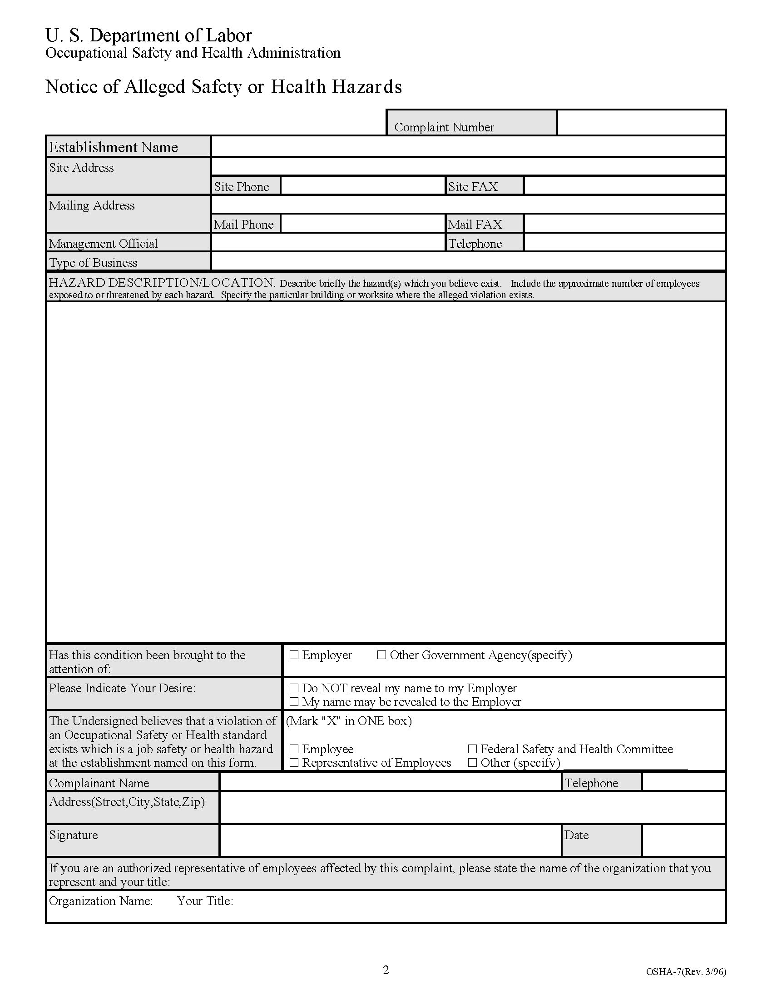 U. S. Department of Labor
Occupational Safety and Health Administration
Notice of Alleged Safety or Health Hazards
Complaint Number
Establishment Name
Site Address
Site Phone
Site FAX
Mailing Address
Mail Phone
Mail FAX
Management Official
Telephone
Type of Business
HAZARD DESCRIPTION/LOCATION. Describe briefly the hazard(s) which you believe exist. Include the approximate number of employees
exposed to or threatened by each hazard. Specify the particular building or worksite where the alleged violation exists.
Has this condition been brought to the
attention of:
☐ Employer ☐ Other Government Agency(specify)
Please Indicate Your Desire:
☐ Do NOT reveal my name to my Employer
☐ My name may be revealed to the Employer
The Undersigned believes that a violation of
an Occupational Safety or Health standard
exists which is a job safety or health hazard
at the establishment named on this form.
(Mark "X" in ONE box)
☐ Employee ☐ Federal Safety and Health Committee
☐ Representative of Employees ☐ Other (specify) ____________________
Complainant Name
Telephone
Address(Street,City,State,Zip)
Signature
Date
If you are an authorized representative of employees affected by this complaint, please state the name of the organization that you
represent and your title:
Organization Name: Your Title:
2
OSHA-7(Rev. 3/96)